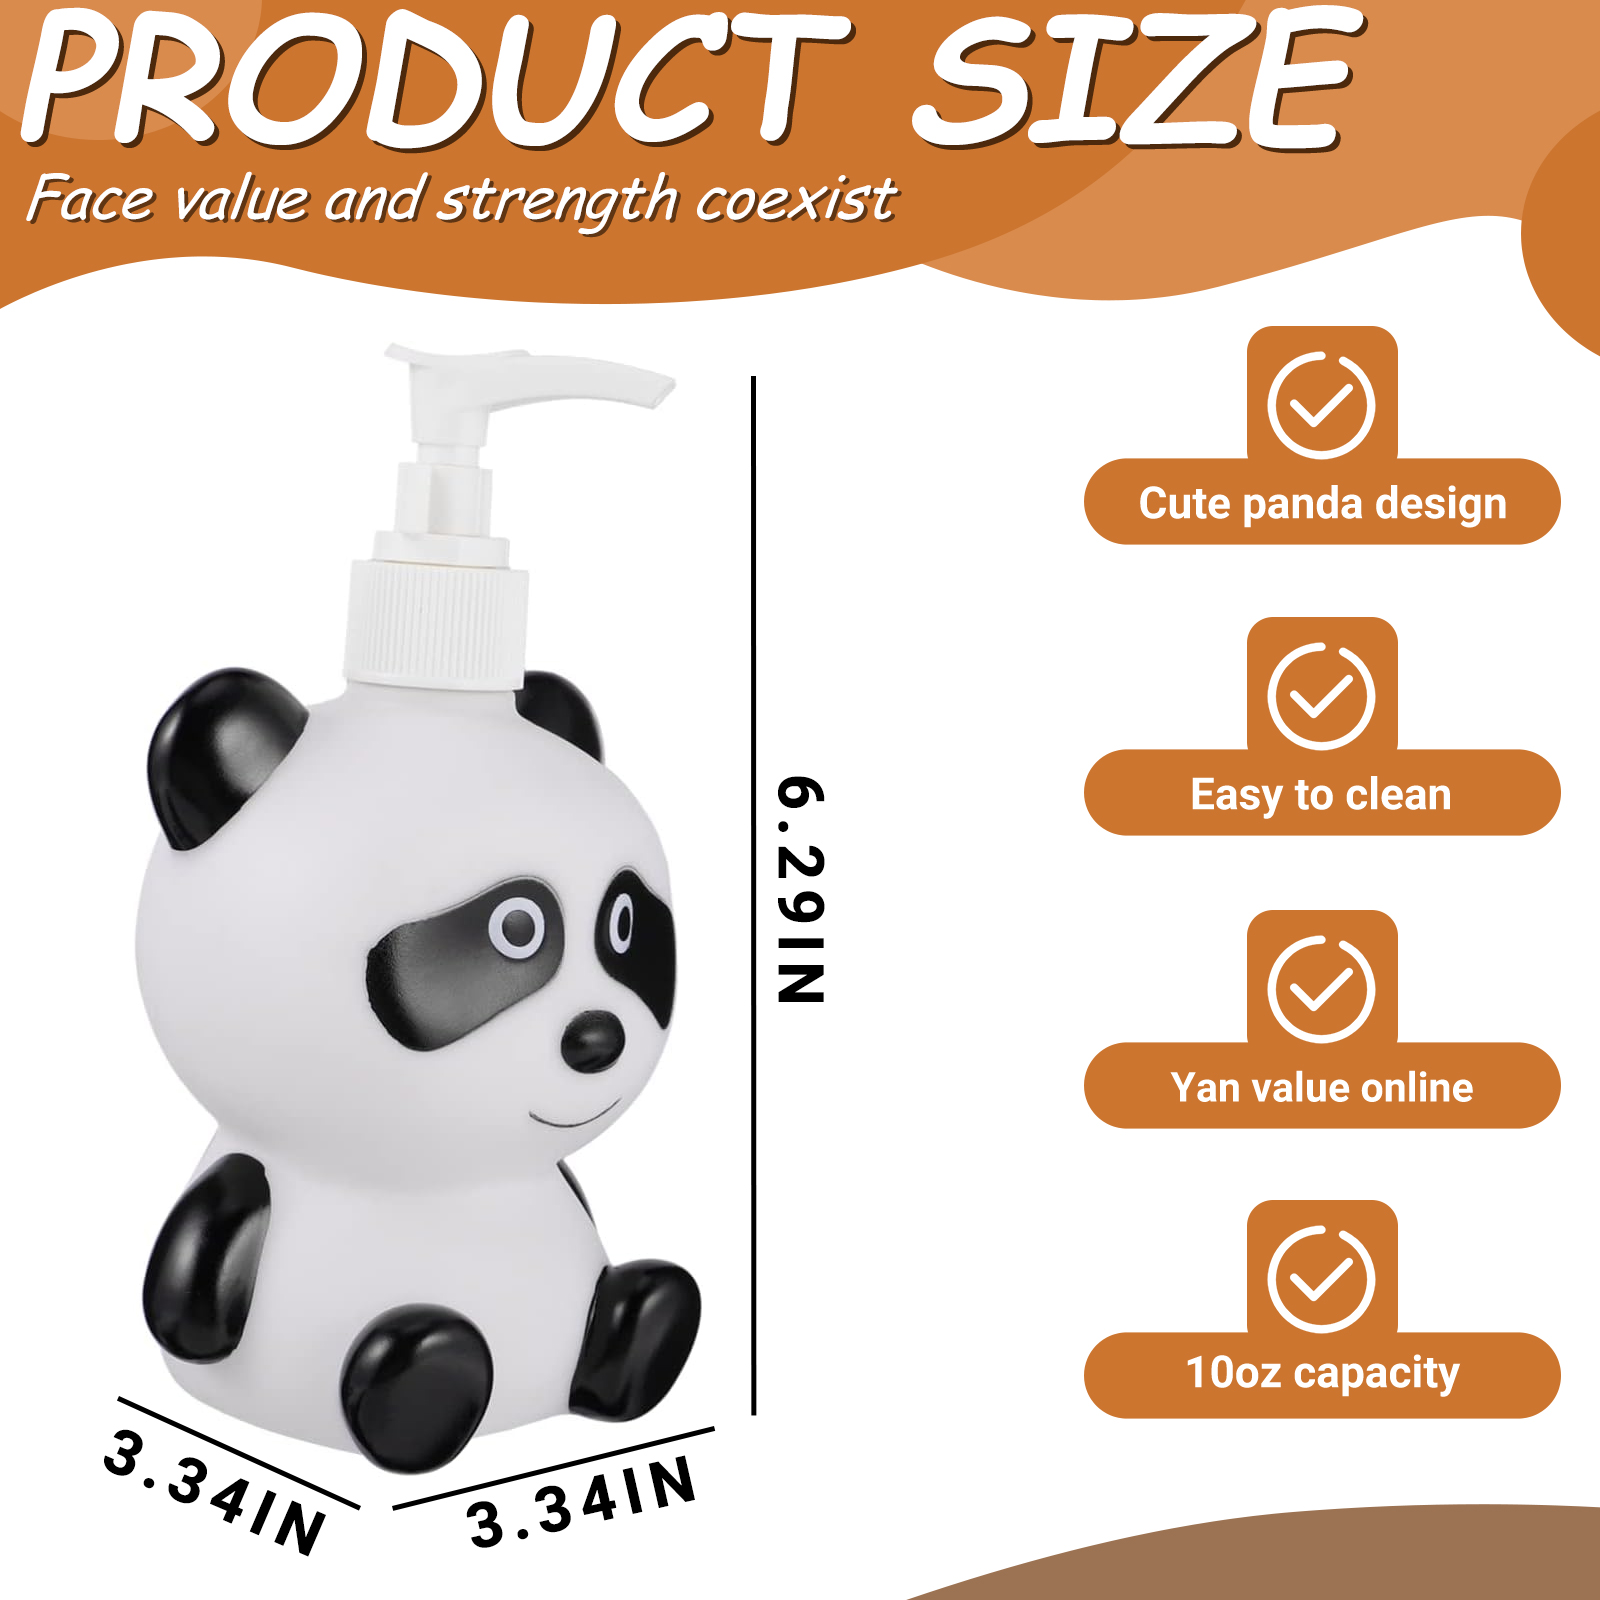 PRODUCT SIZE
Face value and strength coexist
Cute panda design
Easy to clean
Yan value online
10oz capacity
6.29IN
3.34IN
3.34IN